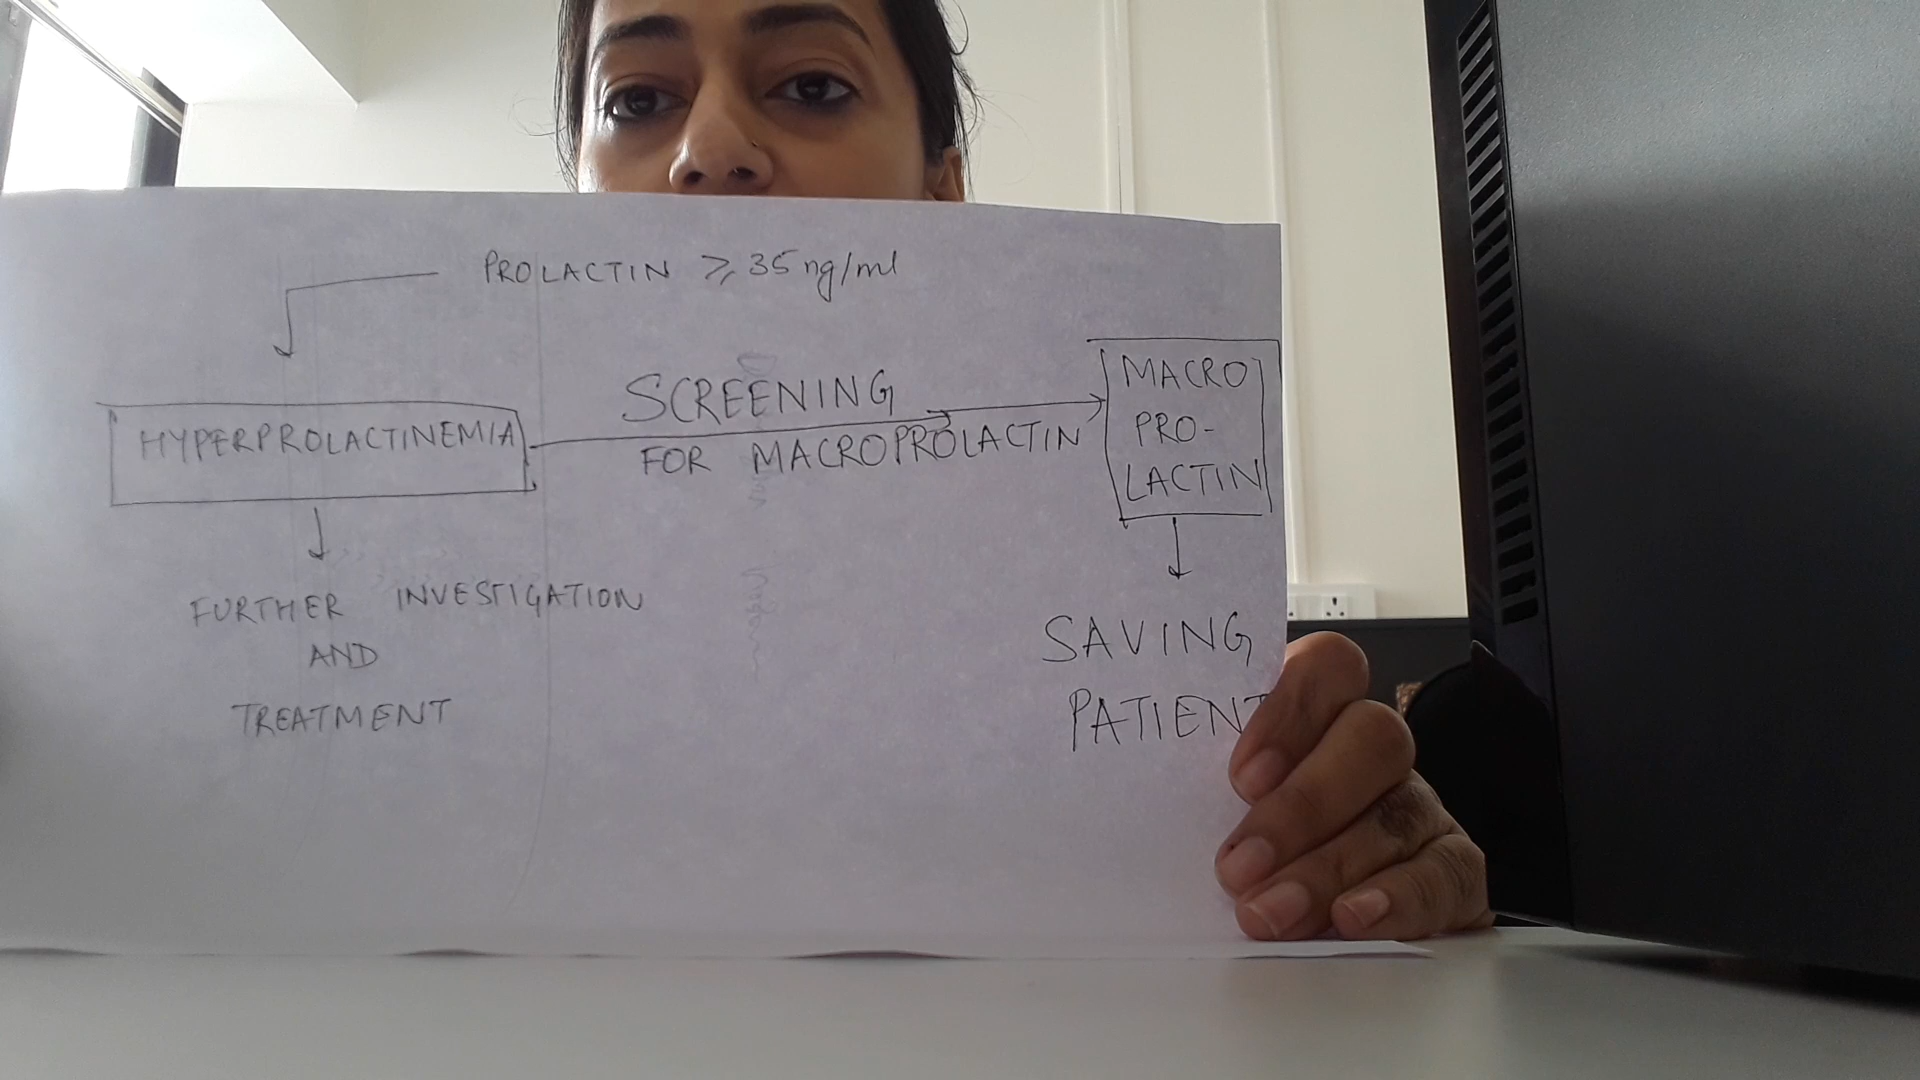 PROLACTIN ⩾ 35 ng/ml
HYPERPROLACTINEMIA
SCREENING
FOR MACROPROLACTIN
MACRO
PRO-
LACTIN
FURTHER INVESTIGATION
AND
TREATMENT
SAVING
PATIENT